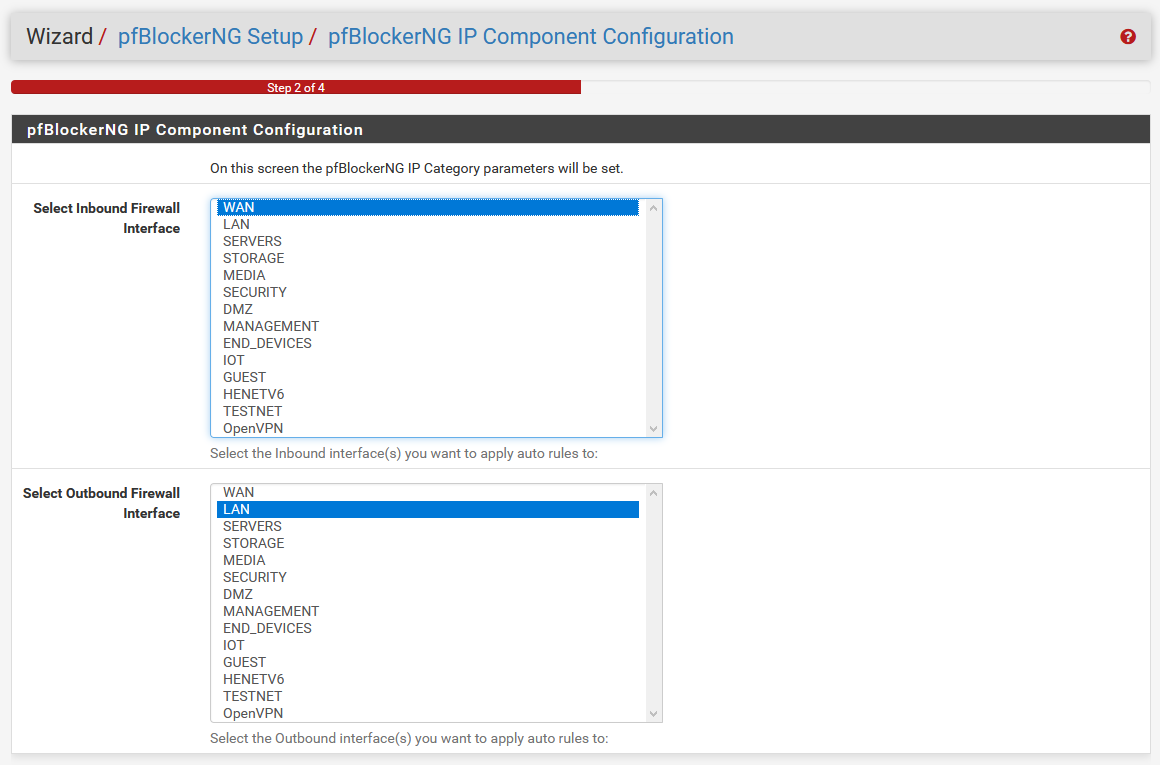 Wizard / pfBlockerNG Setup / pfBlockerNG IP Component Configuration
Step 2 of 4
pfBlockerNG IP Component Configuration
On this screen the pfBlockerNG IP Category parameters will be set.
Select Inbound Firewall
Interface
WAN
LAN
SERVERS
STORAGE
MEDIA
SECURITY
DMZ
MANAGEMENT
END_DEVICES
IOT
GUEST
HENETV6
TESTNET
OpenVPN
Select the Inbound interface(s) you want to apply auto rules to:
Select Outbound Firewall
Interface
WAN
LAN
SERVERS
STORAGE
MEDIA
SECURITY
DMZ
MANAGEMENT
END_DEVICES
IOT
GUEST
HENETV6
TESTNET
OpenVPN
Select the Outbound interface(s) you want to apply auto rules to: